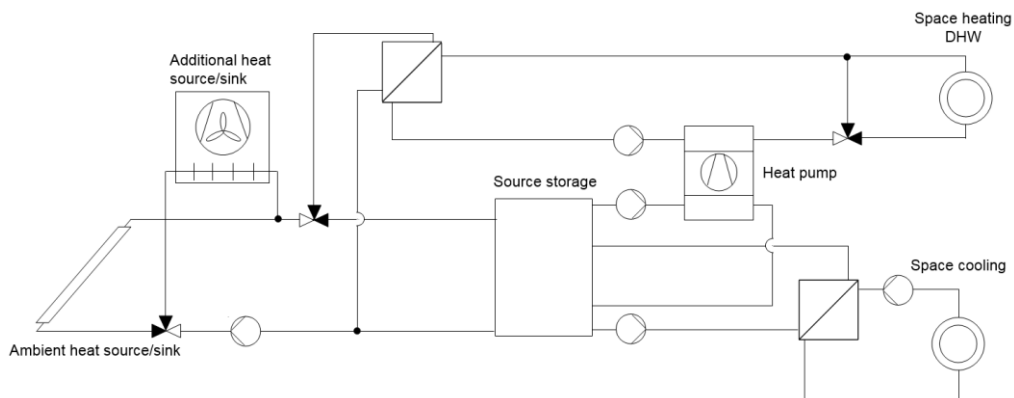 Space heating
DHW
Additional heat
source/sink
Heat pump
Source storage
Space cooling
Ambient heat source/sink